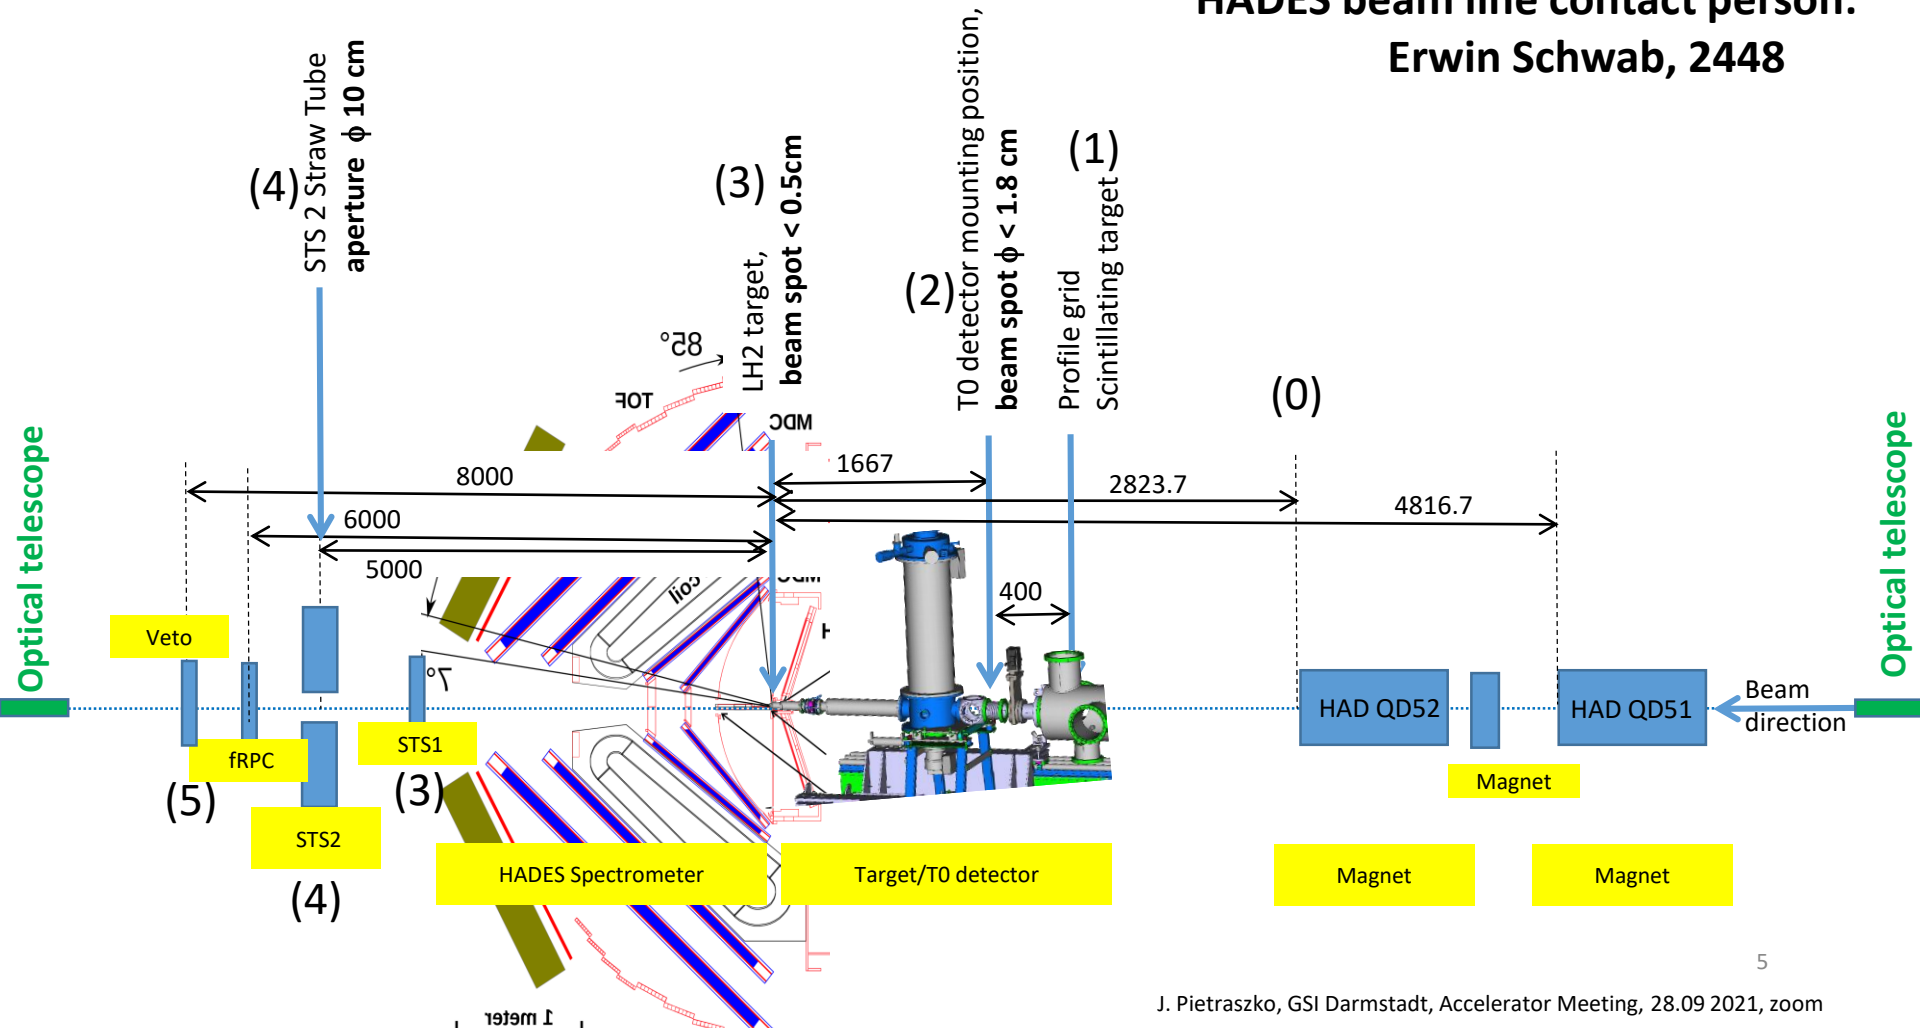 HADES beam line contact person:
Erwin Schwab, 2448
(4)
STS 2 Straw Tube
aperture ϕ 10 cm
(3)
LH2 target,
beam spot < 0.5cm
(2)
T0 detector mounting position,
beam spot ϕ < 1.8 cm
(1)
Profile grid
Scintillating target
(0)
85°
TOF
MDC
Optical telescope
Optical telescope
8000
1667
2823.7
6000
4816.7
5000
400
coil
MDC
7°
Veto
fRPC
STS1
(5)
(3)
STS2
(4)
HAD QD52
HAD QD51
Beam
direction
Magnet
HADES Spectrometer
Target/T0 detector
Magnet
Magnet
1 meter
5
J. Pietraszko, GSI Darmstadt, Accelerator Meeting, 28.09 2021, zoom